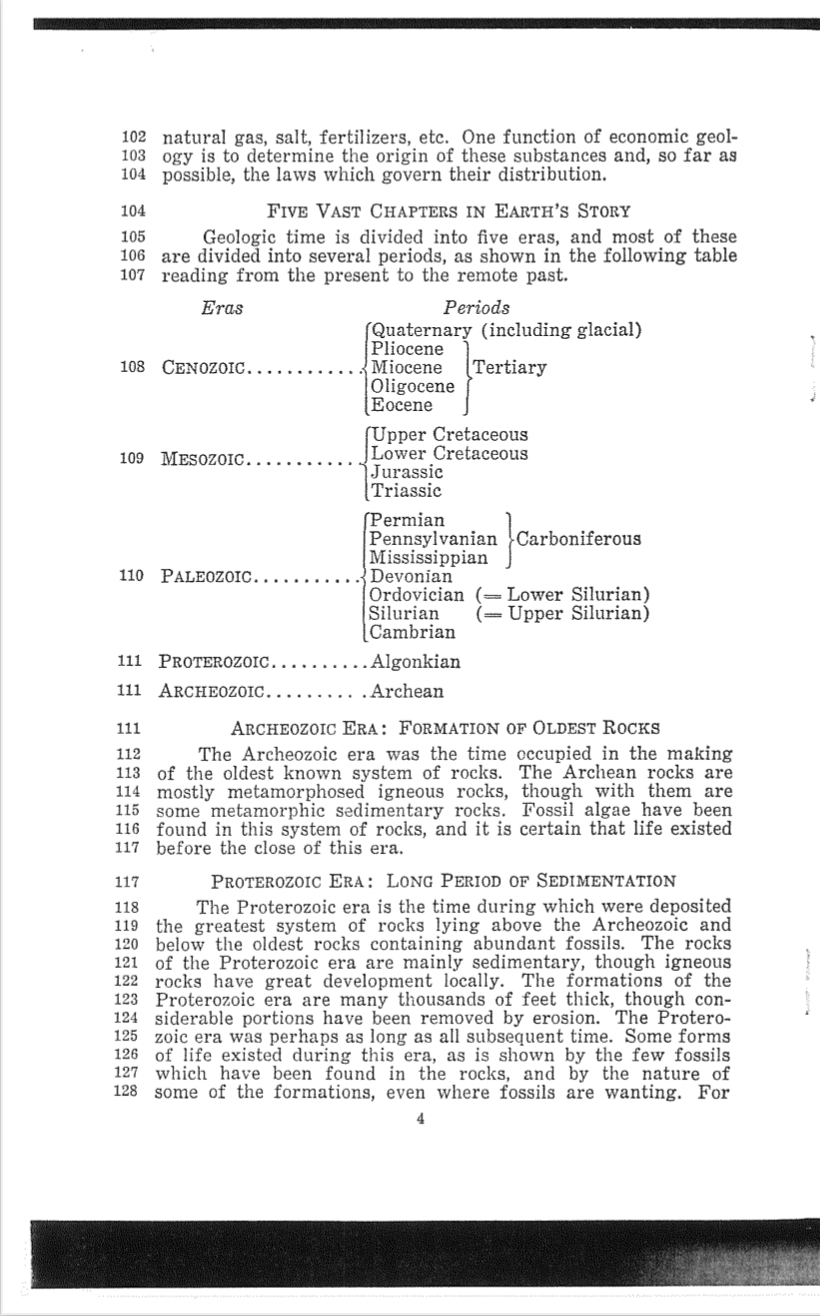 102 natural gas, salt, fertilizers, etc. One function of economic geol-
103 ogy is to determine the origin of these substances and, so far as
104 possible, the laws which govern their distribution.
104 FIVE VAST CHAPTERS IN EARTH'S STORY
105 Geologic time is divided into five eras, and most of these
106 are divided into several periods, as shown in the following table
107 reading from the present to the remote past.
Eras Periods
Quaternary (including glacial)
Pliocene
108 CENOZOIC............Miocene Tertiary
Oligocene
Eocene
Upper Cretaceous
109 MESOZOIC............Lower Cretaceous
Jurassic
Triassic
Permian
Pennsylvanian Carboniferous
Mississippian
110 PALEOZOIC...........Devonian
Ordovician (= Lower Silurian)
Silurian (= Upper Silurian)
Cambrian
111 PROTEROZOIC..........Algonkian
111 ARCHEOZOIC..........Archean
111 ARCHEOZOIC ERA: FORMATION OF OLDEST ROCKS
112 The Archeozoic era was the time occupied in the making
113 of the oldest known system of rocks. The Archean rocks are
114 mostly metamorphosed igneous rocks, though with them are
115 some metamorphic sedimentary rocks. Fossil algae have been
116 found in this system of rocks, and it is certain that life existed
117 before the close of this era.
117 PROTEROZOIC ERA: LONG PERIOD OF SEDIMENTATION
118 The Proterozoic era is the time during which were deposited
119 the greatest system of rocks lying above the Archeozoic and
120 below the oldest rocks containing abundant fossils. The rocks
121 of the Proterozoic era are mainly sedimentary, though igneous
122 rocks have great development locally. The formations of the
123 Proterozoic era are many thousands of feet thick, though con-
124 siderable portions have been removed by erosion. The Protero-
125 zoic era was perhaps as long as all subsequent time. Some forms
126 of life existed during this era, as is shown by the few fossils
127 which have been found in the rocks, and by the nature of
128 some of the formations, even where fossils are wanting. For
4